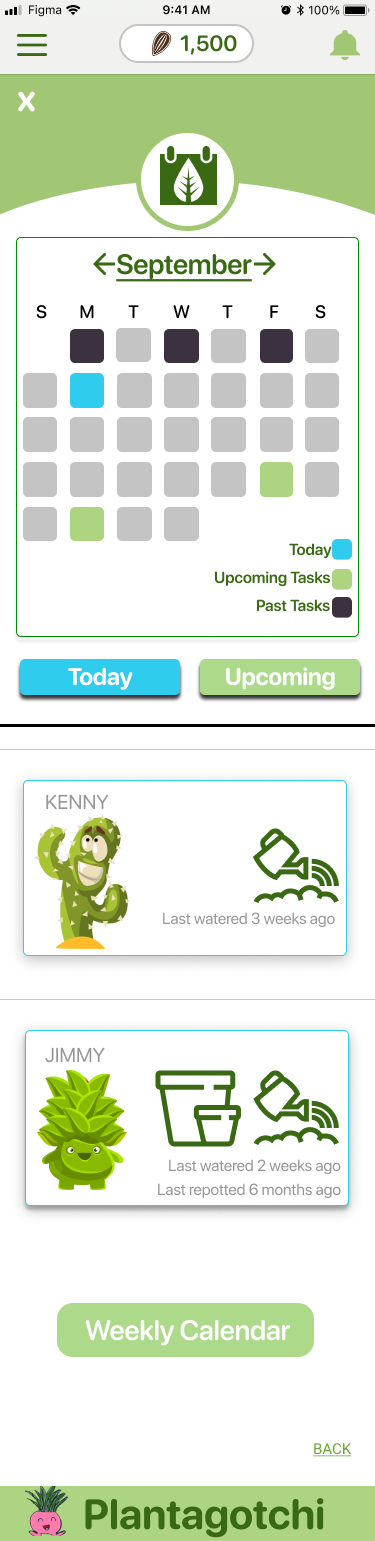 Figma 9:41 AM 100%
1,500
X
←September→
S M T W T F S
Today
Upcoming Tasks
Past Tasks
Today Upcoming
KENNY
Last watered 3 weeks ago
JIMMY
Last watered 2 weeks ago
Last repotted 6 months ago
Weekly Calendar
BACK
Plantagotchi